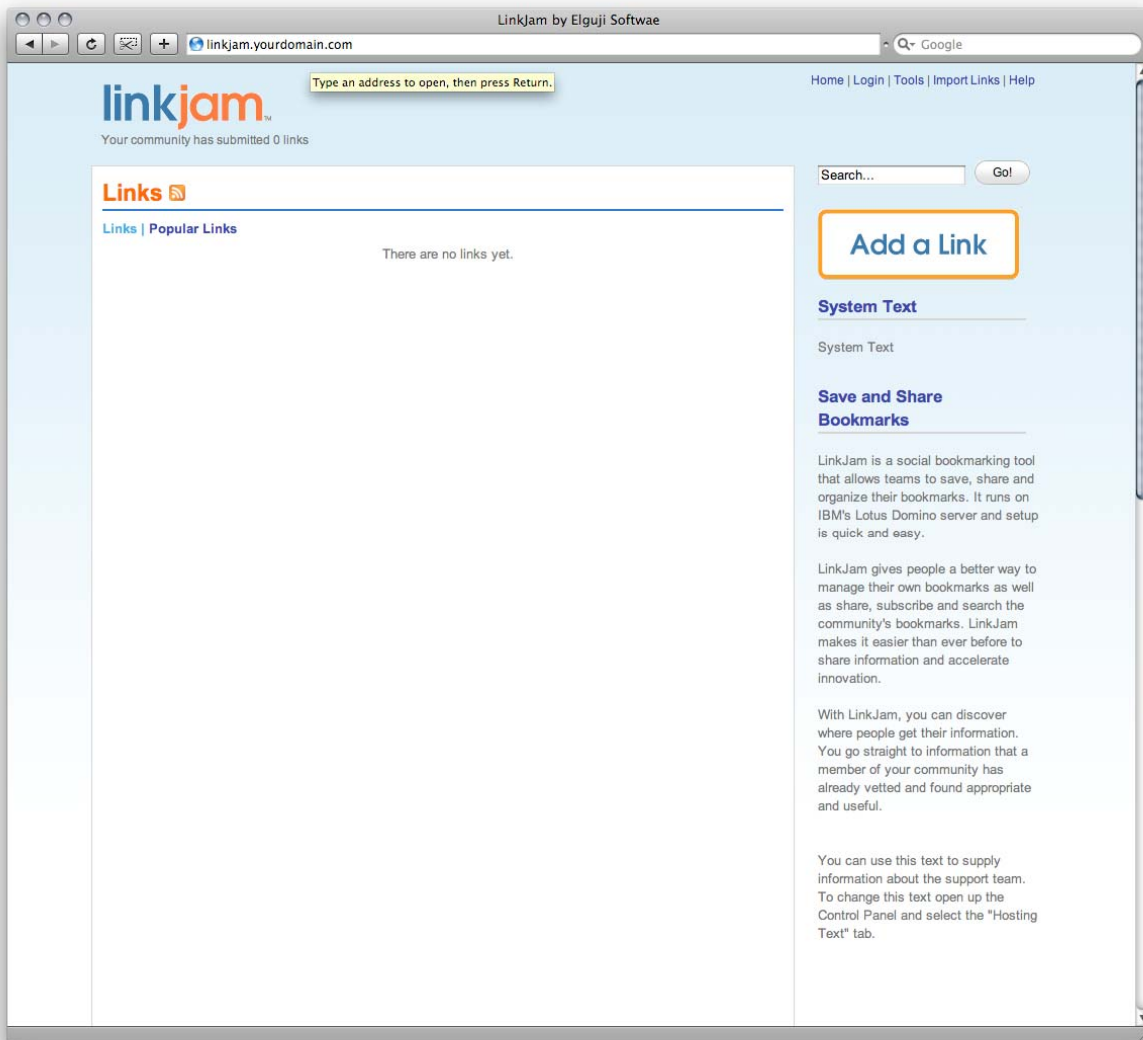 LinkJam by Elguji Softwae
linkjam.yourdomain.com
Google
Type an address to open, then press Return.
Home | Login | Tools | Import Links | Help
linkjam™
Your community has submitted 0 links
Links
Links | Popular Links
There are no links yet.
Search...
Go!
Add a Link
System Text
System Text
Save and Share
Bookmarks
LinkJam is a social bookmarking tool
that allows teams to save, share and
organize their bookmarks. It runs on
IBM's Lotus Domino server and setup
is quick and easy.
LinkJam gives people a better way to
manage their own bookmarks as well
as share, subscribe and search the
community's bookmarks. LinkJam
makes it easier than ever before to
share information and accelerate
innovation.
With LinkJam, you can discover
where people get their information.
You go straight to information that a
member of your community has
already vetted and found appropriate
and useful.
You can use this text to supply
information about the support team.
To change this text open up the
Control Panel and select the "Hosting
Text" tab.